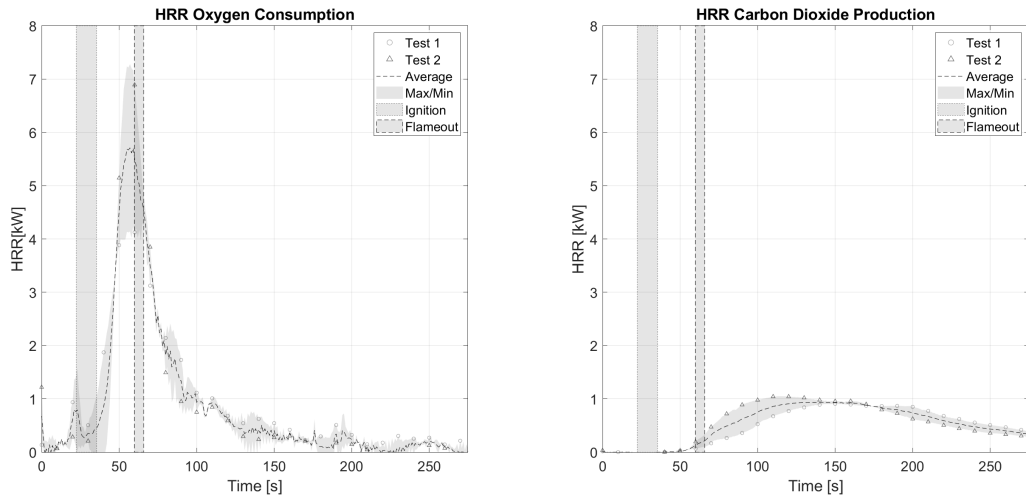 HRR Oxygen Consumption
8
7
6
5
4
3
2
1
0
HRR[kW]
0 50 100 150 200 250
Time [s]
Test 1
Test 2
Average
Max/Min
Ignition
Flameout
HRR Carbon Dioxide Production
8
7
6
5
4
3
2
1
0
HRR [kW]
0 50 100 150 200 250
Time [s]
Test 1
Test 2
Average
Max/Min
Ignition
Flameout